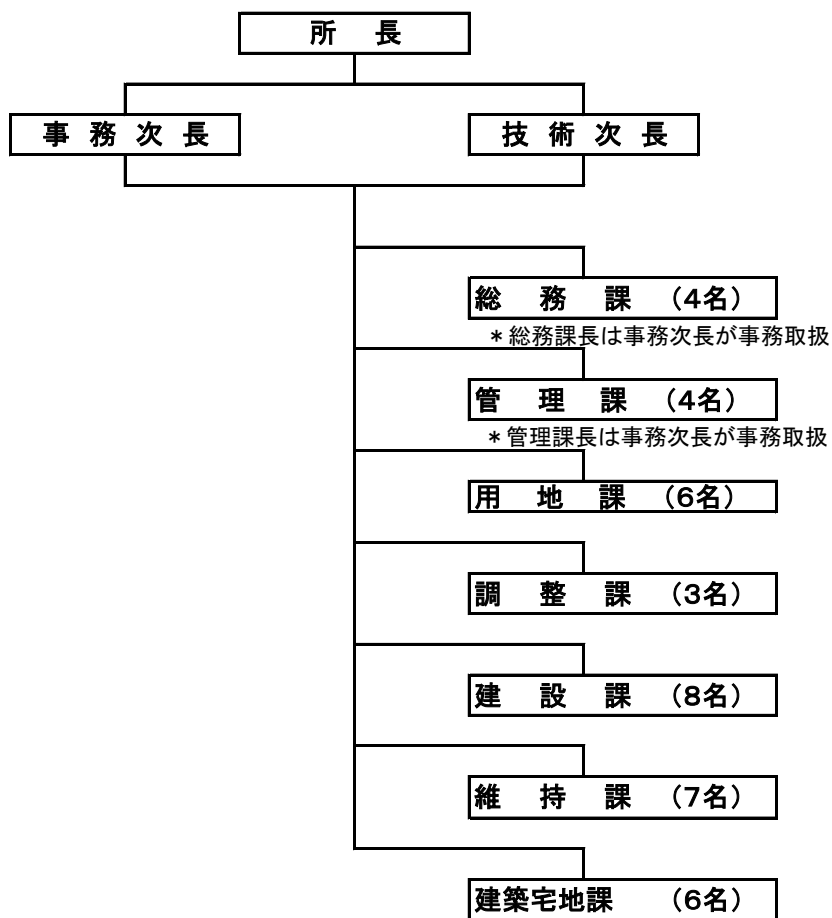 所　長
事 務 次 長
技 術 次 長
総　務　課　（4名）
＊総務課長は事務次長が事務取扱
管　理　課　（4名）
＊管理課長は事務次長が事務取扱
用　地　課　（6名）
調　整　課　（3名）
建　設　課　（8名）
維　持　課　（7名）
建築宅地課　（6名）